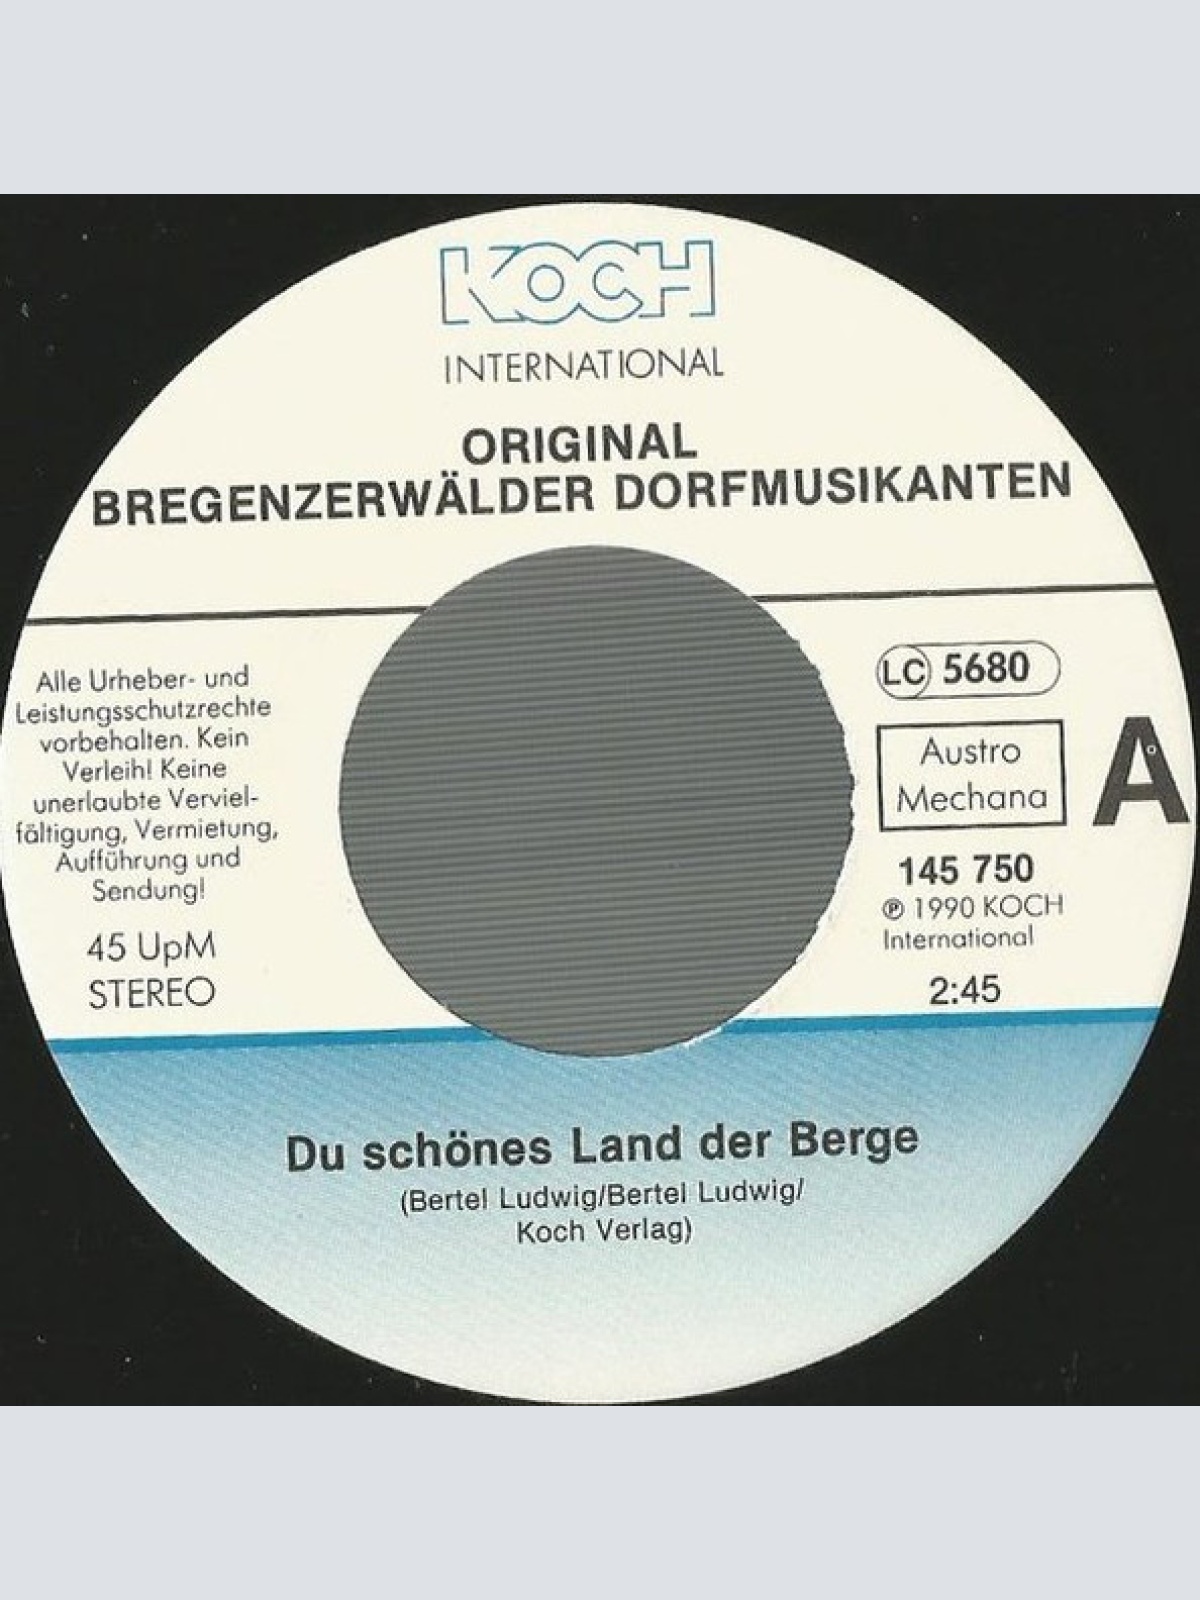 KOCH
INTERNATIONAL
ORIGINAL
BREGENZERWÄLDER DORFMUSIKANTEN
Alle Urheber- und
Leistungsschutzrechte
vorbehalten. Kein
Verleih! Keine
unerlaubte Verviel-
fältigung, Vermietung,
Aufführung und
Sendung!
45 UpM
STEREO
LC 5680
Austro
Mechana
A
145 750
℗ 1990 KOCH
International
2:45
Du schönes Land der Berge
(Bertel Ludwig/Bertel Ludwig/
Koch Verlag)